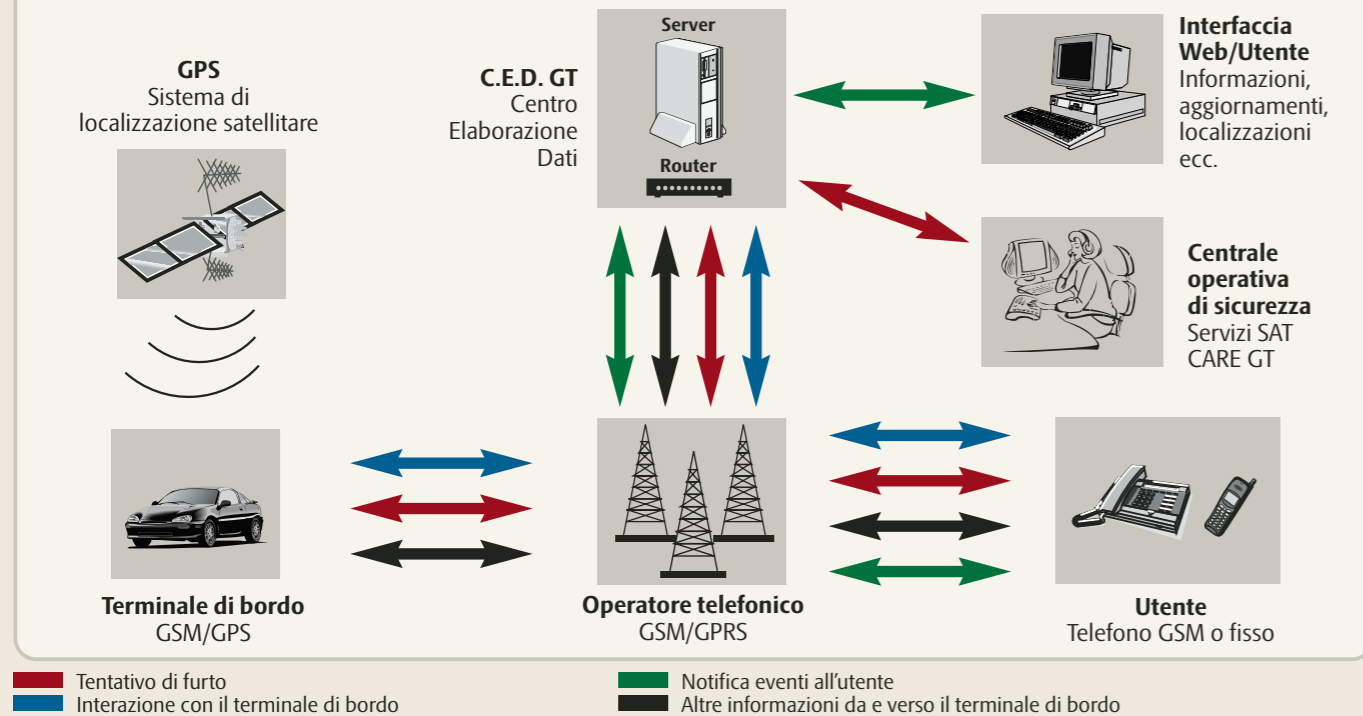 GPS
Sistema di
localizzazione satellitare
C.E.D. GT
Centro
Elaborazione
Dati
Server
Router
Interfaccia
Web/Utente
Informazioni,
aggiornamenti,
localizzazioni
ecc.
Centrale
operativa
di sicurezza
Servizi SAT
CARE GT
Terminale di bordo
GSM/GPS
Operatore telefonico
GSM/GPRS
Utente
Telefono GSM o fisso
Tentativo di furto
Interazione con il terminale di bordo
Notifica eventi all'utente
Altre informazioni da e verso il terminale di bordo